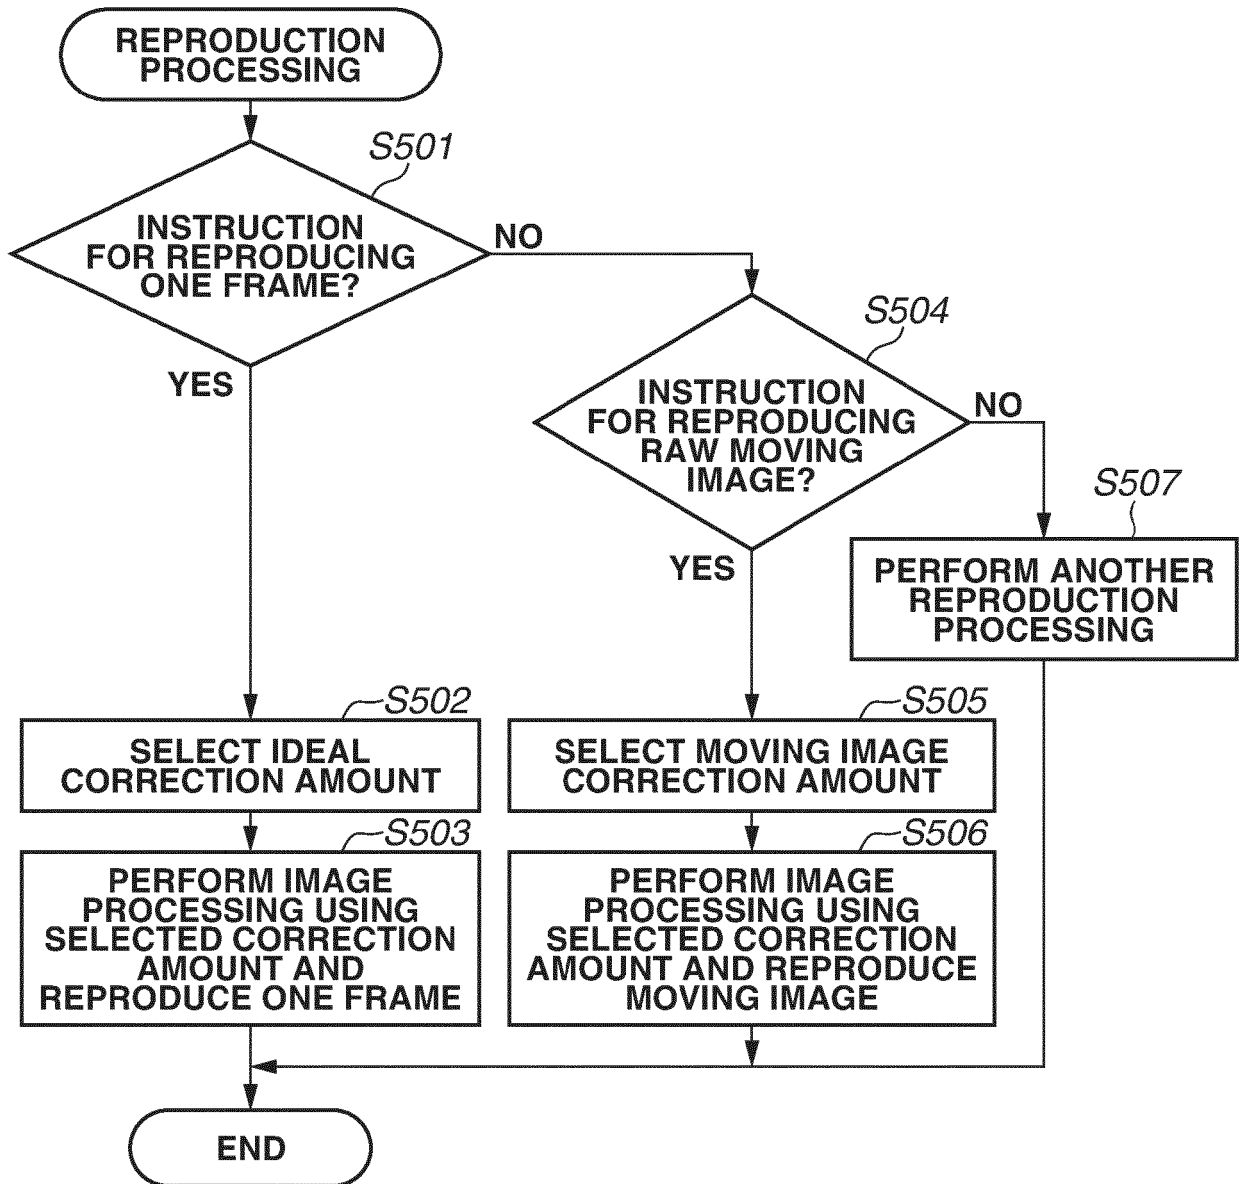 REPRODUCTION
PROCESSING
S501
INSTRUCTION
FOR REPRODUCING
ONE FRAME?
NO
YES
S504
INSTRUCTION
FOR REPRODUCING
RAW MOVING
IMAGE?
NO
YES
S507
PERFORM ANOTHER
REPRODUCTION
PROCESSING
S502
SELECT IDEAL
CORRECTION AMOUNT
S505
SELECT MOVING IMAGE
CORRECTION AMOUNT
S503
PERFORM IMAGE
PROCESSING USING
SELECTED CORRECTION
AMOUNT AND
REPRODUCE ONE FRAME
S506
PERFORM IMAGE
PROCESSING USING
SELECTED CORRECTION
AMOUNT AND REPRODUCE
MOVING IMAGE
END